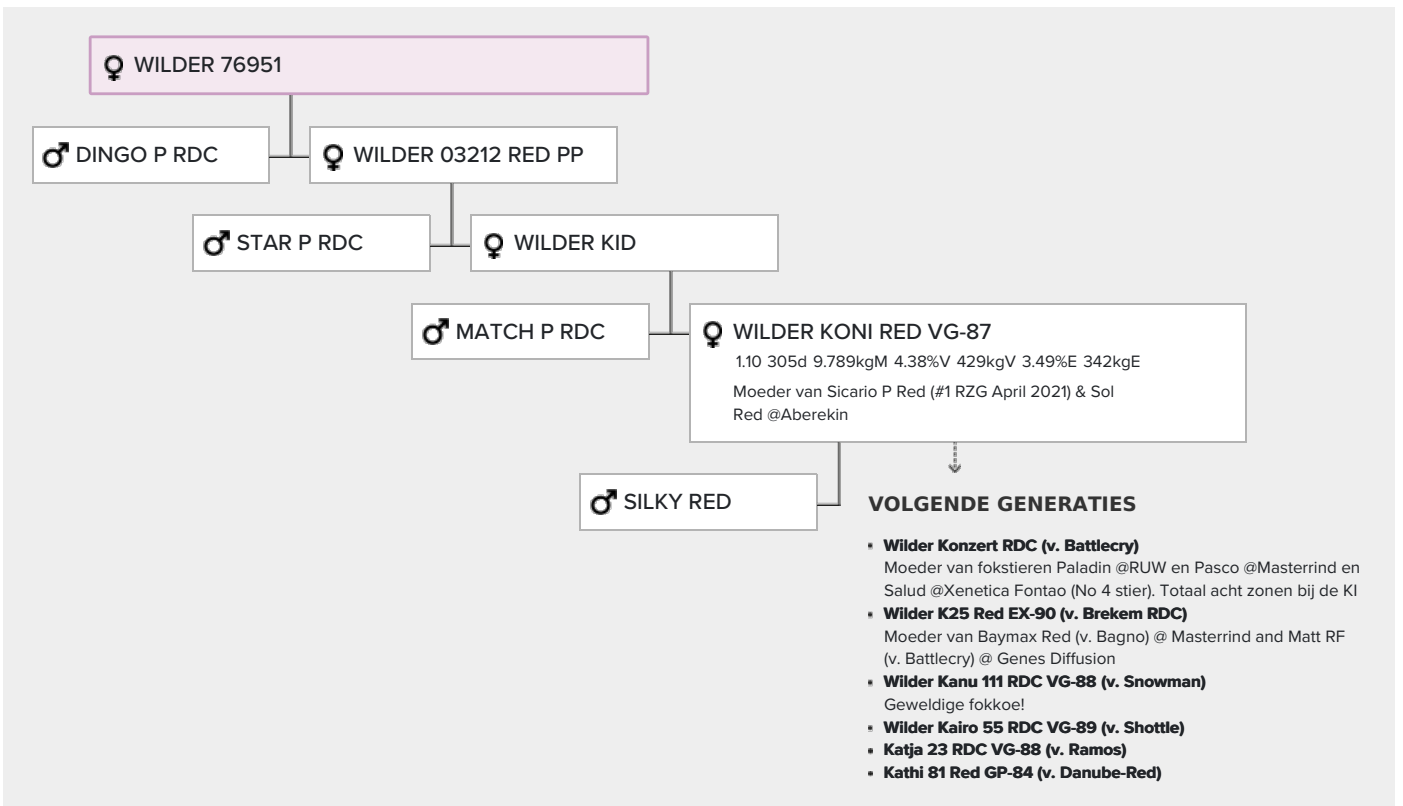 WILDER 76951
DINGO P RDC
WILDER 03212 RED PP
STAR P RDC
WILDER KID
MATCH P RDC
WILDER KONI RED VG-87
1.10 305d 9.789kgM 4.38%V 429kgV 3.49%E 342kgE
Moeder van Sicario P Red (#1 RZG April 2021) & Sol
Red @Aberekin
SILKY RED
VOLGENDE GENERATIES
Wilder Konzert RDC (v. Battlecry)
Moeder van fokstieren Paladin @RUW en Pasco @Masterrind en
Salud @Xenetica Fontao (No 4 stier). Totaal acht zonen bij de KI
Wilder K25 Red EX-90 (v. Brekem RDC)
Moeder van Baymax Red (v. Bagno) @ Masterrind and Matt RF
(v. Battlecry) @ Genes Diffusion
Wilder Kanu 111 RDC VG-88 (v. Snowman)
Geweldige fokkoe!
Wilder Kairo 55 RDC VG-89 (v. Shottle)
Katja 23 RDC VG-88 (v. Ramos)
Kathi 81 Red GP-84 (v. Danube-Red)